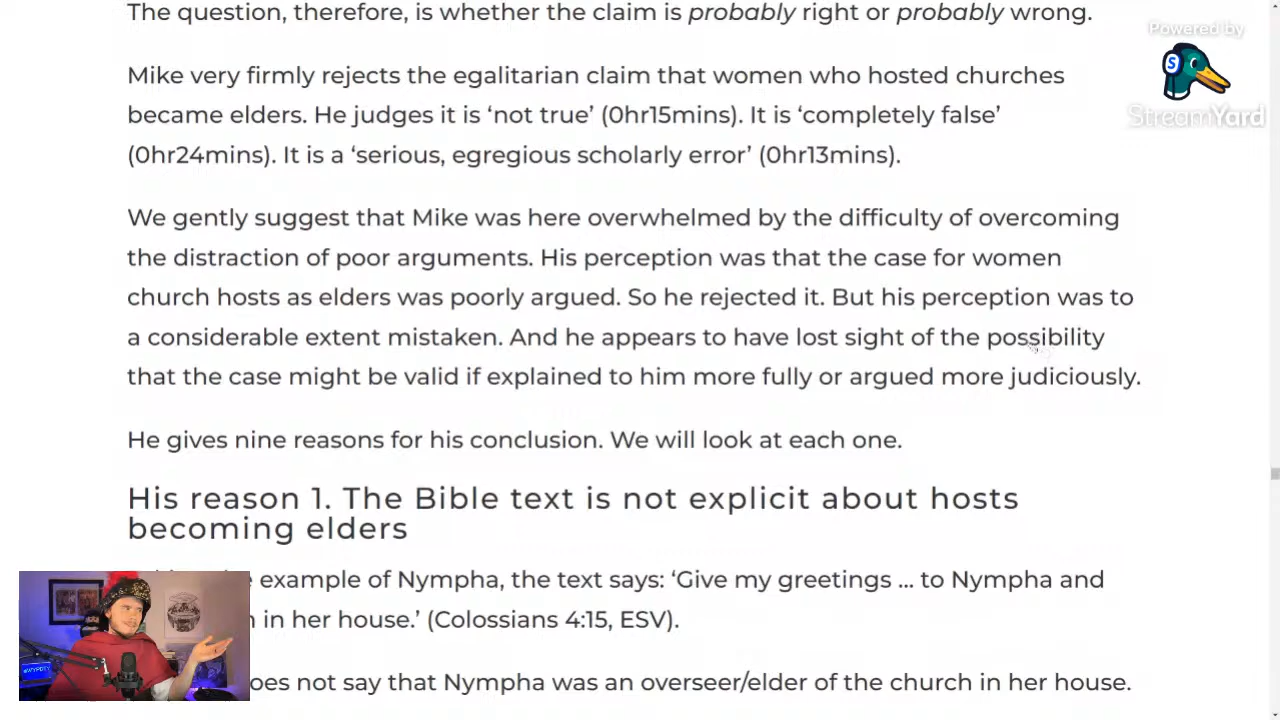 The question, therefore, is whether the claim is probably right or probably wrong.
Powered by
S
StreamYard
Mike very firmly rejects the egalitarian claim that women who hosted churches
became elders. He judges it is ‘not true’ (0hr15mins). It is ‘completely false’
(0hr24mins). It is a ‘serious, egregious scholarly error’ (0hr13mins).
We gently suggest that Mike was here overwhelmed by the difficulty of overcoming
the distraction of poor arguments. His perception was that the case for women
church hosts as elders was poorly argued. So he rejected it. But his perception was to
a considerable extent mistaken. And he appears to have lost sight of the possibility
that the case might be valid if explained to him more fully or argued more judiciously.
He gives nine reasons for his conclusion. We will look at each one.
His reason 1. The Bible text is not explicit about hosts
becoming elders
example of Nympha, the text says: ‘Give my greetings … to Nympha and
in her house.’ (Colossians 4:15, ESV).
not say that Nympha was an overseer/elder of the church in her house.